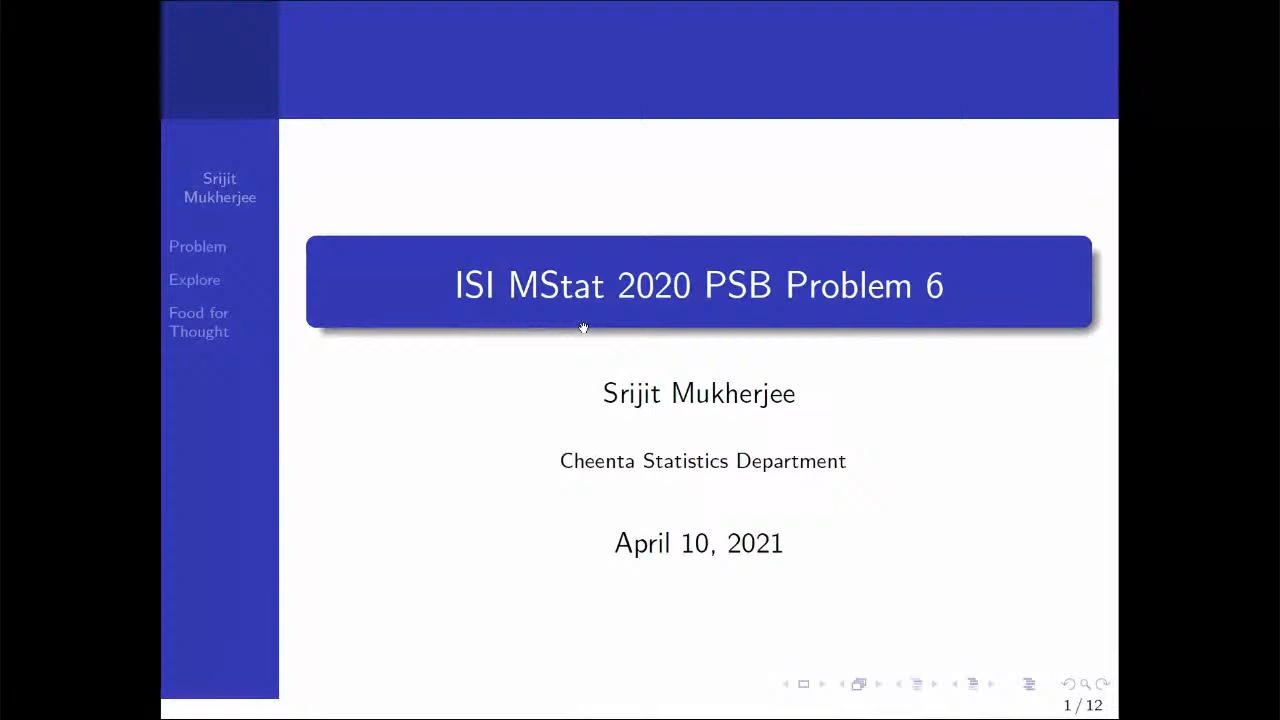 Srijit
Mukherjee
Problem
Explore
Food for
Thought
ISI MStat 2020 PSB Problem 6
Srijit Mukherjee
Cheenta Statistics Department
April 10, 2021
1 / 12